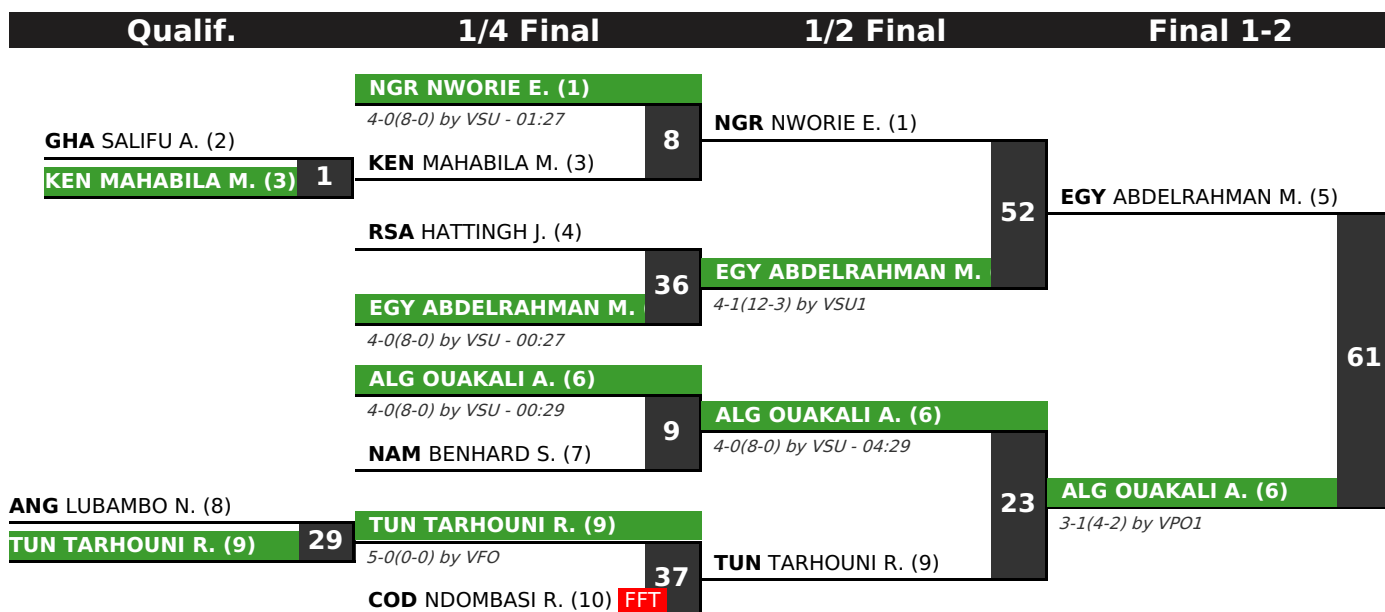 Qualif.
1/4 Final
1/2 Final
Final 1-2
GHA SALIFU A. (2)
KEN MAHABILA M. (3)
1
ANG LUBAMBO N. (8)
TUN TARHOUNI R. (9)
29
NGR NWORIE E. (1)
4-0(8-0) by VSU - 01:27
KEN MAHABILA M. (3)
8
RSA HATTINGH J. (4)
36
EGY ABDELRAHMAN M.
4-0(8-0) by VSU - 00:27
ALG OUAKALI A. (6)
4-0(8-0) by VSU - 00:29
NAM BENHARD S. (7)
9
TUN TARHOUNI R. (9)
5-0(0-0) by VFO
COD NDOMBASI R. (10) FFT
37
NGR NWORIE E. (1)
52
EGY ABDELRAHMAN M.
4-1(12-3) by VSU1
ALG OUAKALI A. (6)
4-0(8-0) by VSU - 04:29
23
TUN TARHOUNI R. (9)
EGY ABDELRAHMAN M. (5)
61
ALG OUAKALI A. (6)
3-1(4-2) by VPO1